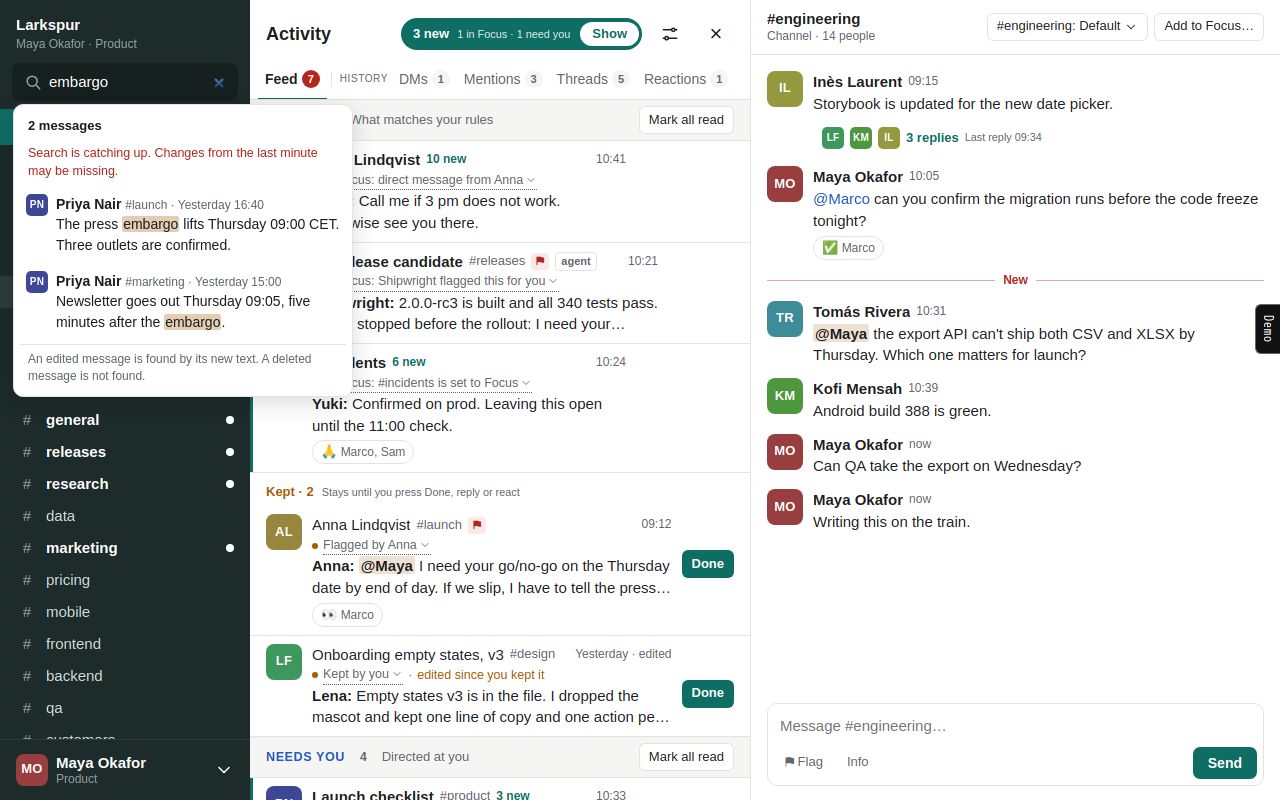 Larkspur
Maya Okafor · Product
embargo
2 messages
Search is catching up. Changes from the last minute
may be missing.
PN
Priya Nair #launch · Yesterday 16:40
The press embargo lifts Thursday 09:00 CET.
Three outlets are confirmed.
PN
Priya Nair #marketing · Yesterday 15:00
Newsletter goes out Thursday 09:05, five
minutes after the embargo.
An edited message is found by its new text. A deleted
message is not found.
# general
# releases
# research
# data
# marketing
# pricing
# mobile
# frontend
# backend
# qa
# customers
MO
Maya Okafor
Product
Activity
3 new 1 in Focus · 1 need you Show
Feed 7
HISTORY
DMs 1
Mentions 3
Threads 5
Reactions 1
What matches your rules
Mark all read
Lindqvist 10 new 10:41
cus: direct message from Anna
Call me if 3 pm does not work.
wise see you there.
lease candidate #releases agent 10:21
cus: Shipwright flagged this for you
wright: 2.0.0-rc3 is built and all 340 tests pass.
stopped before the rollout: I need your…
dents 6 new 10:24
cus: #incidents is set to Focus
Yuki: Confirmed on prod. Leaving this open
until the 11:00 check.
🙏 Marco, Sam
Kept · 2 Stays until you press Done, reply or react
AL
Anna Lindqvist #launch 09:12
Flagged by Anna
Anna: @Maya I need your go/no-go on the Thursday
date by end of day. If we slip, I have to tell the press…
Done
👀 Marco
LF
Onboarding empty states, v3 #design Yesterday · edited
Kept by you · edited since you kept it
Lena: Empty states v3 is in the file. I dropped the
mascot and kept one line of copy and one action pe…
Done
NEEDS YOU 4 Directed at you
Mark all read
Launch checklist #product 3 new 10:33
#engineering
Channel · 14 people
#engineering: Default
Add to Focus…
IL
Inès Laurent 09:15
Storybook is updated for the new date picker.
LF KM IL 3 replies Last reply 09:34
MO
Maya Okafor 10:05
@Marco can you confirm the migration runs before the code freeze
tonight?
✅ Marco
New
TR
Tomás Rivera 10:31
@Maya the export API can't ship both CSV and XLSX by
Thursday. Which one matters for launch?
KM
Kofi Mensah 10:39
Android build 388 is green.
MO
Maya Okafor now
Can QA take the export on Wednesday?
MO
Maya Okafor now
Writing this on the train.
Demo
Message #engineering…
Flag
Info
Send